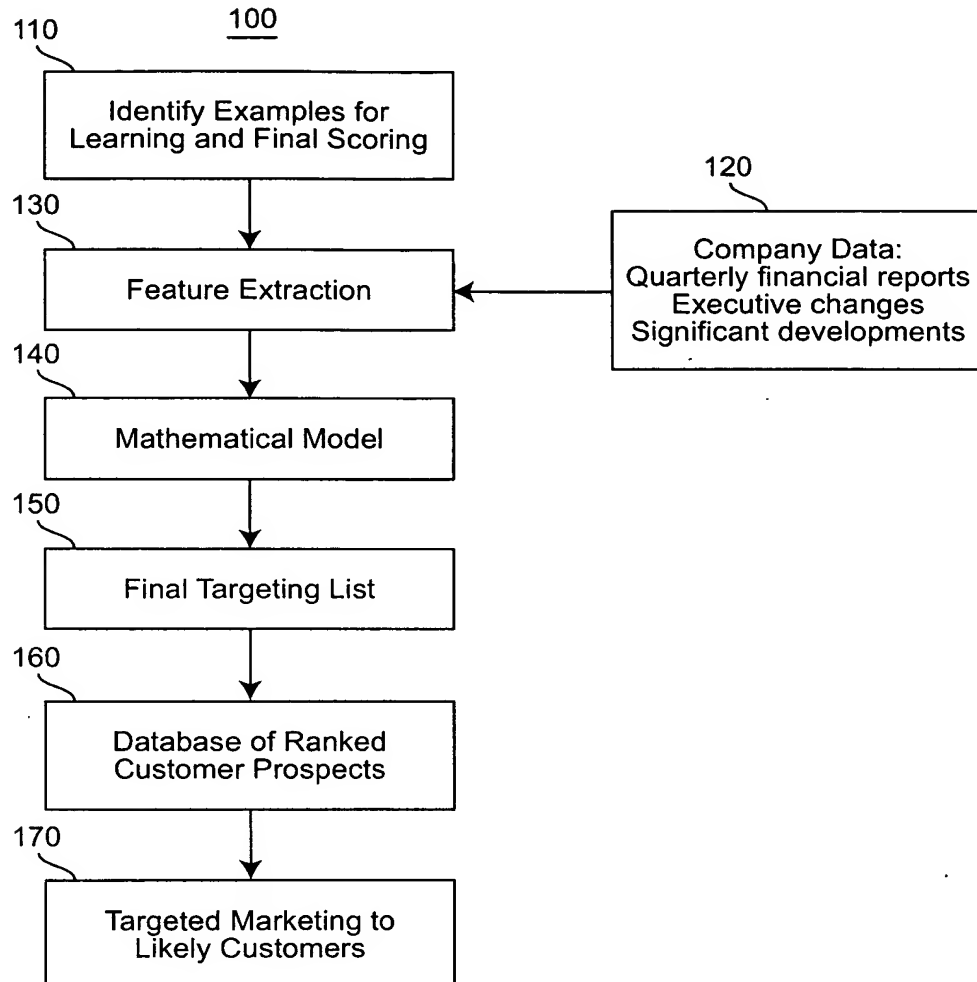 100
110
Identify Examples for
Learning and Final Scoring
120
Company Data:
Quarterly financial reports
Executive changes
Significant developments
130
Feature Extraction
140
Mathematical Model
150
Final Targeting List
160
Database of Ranked
Customer Prospects
170
Targeted Marketing to
Likely Customers